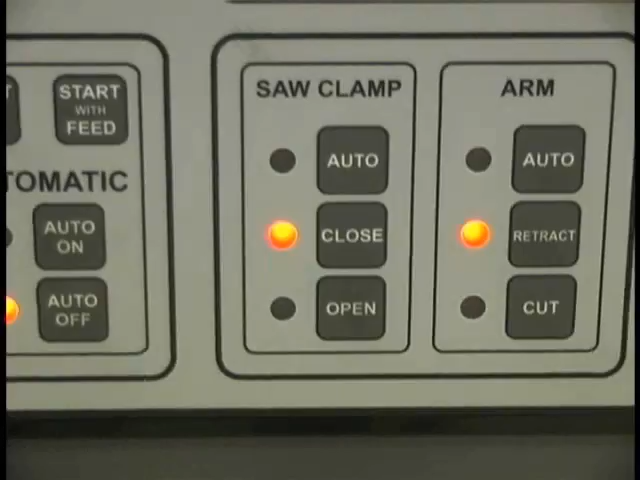 START
WITH
FEED
TOMATIC
AUTO
ON
AUTO
OFF
SAW CLAMP
AUTO
CLOSE
OPEN
ARM
AUTO
RETRACT
CUT